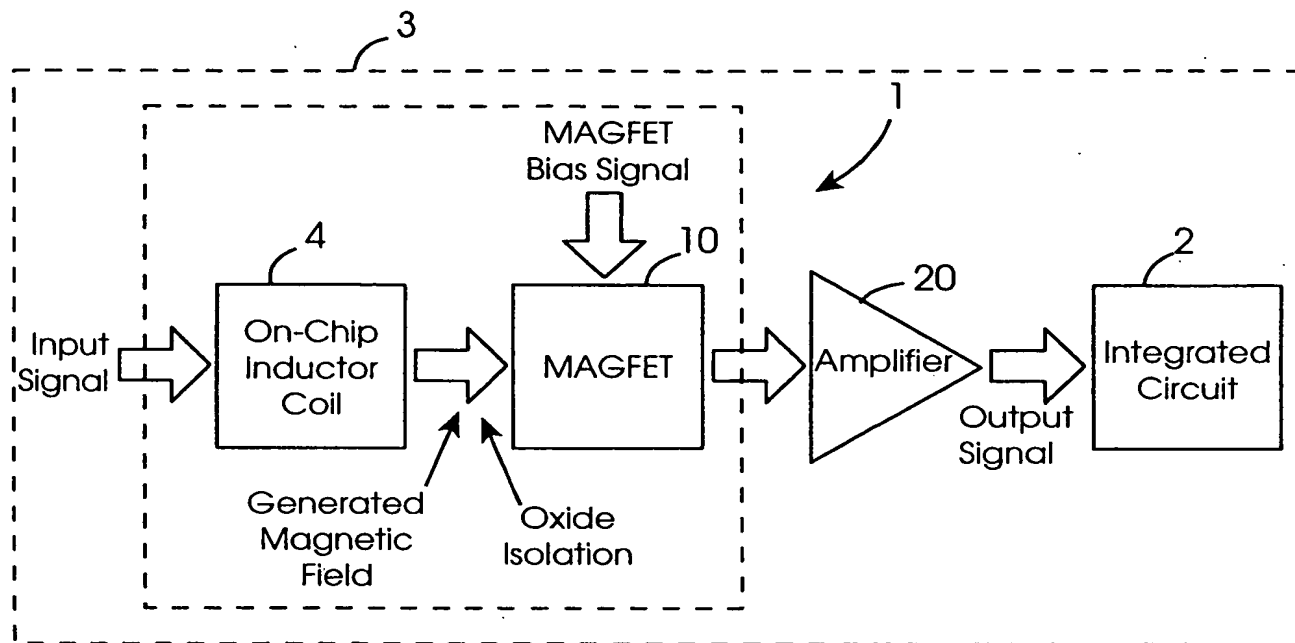 3
1
MAGFET
Bias Signal
4
10
20
2
Input
Signal
On-Chip
Inductor
Coil
MAGFET
Amplifier
Integrated
Circuit
Output
Signal
Generated
Magnetic
Field
Oxide
Isolation